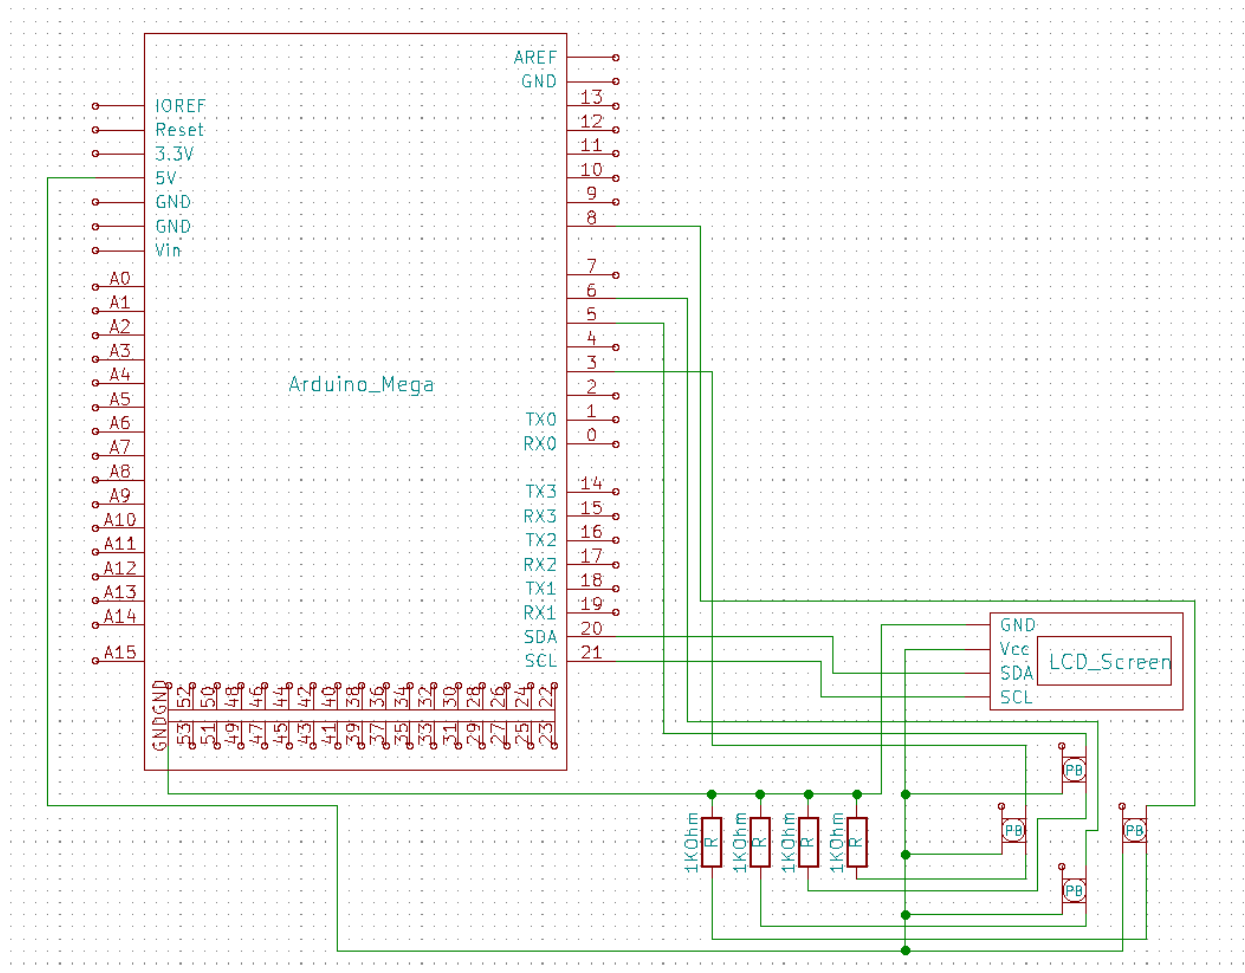 AREF
GND
13
12
11
10
9
8
7
6
5
4
3
2
TX0 1
RX0 0
TX3 14
RX3 15
TX2 16
RX2 17
TX1 18
RX1 19
SDA 20
SCL 21
IOREF
Reset
3.3V
5V
GND
GND
Vin
A0
A1
A2
A3
A4
A5
A6
A7
A8
A9
A10
A11
A12
A13
A14
A15
Arduino_Mega
GND 52 50 48 46 44 42 40 38 36 34 32 30 28 26 24 22
GND 53 51 49 47 45 43 41 39 37 35 33 31 29 27 25 23
GND
Vcc
SDA
SCL
LCD_Screen
PB
PB
PB
PB
1KOhm R
1KOhm R
1KOhm R
1KOhm R